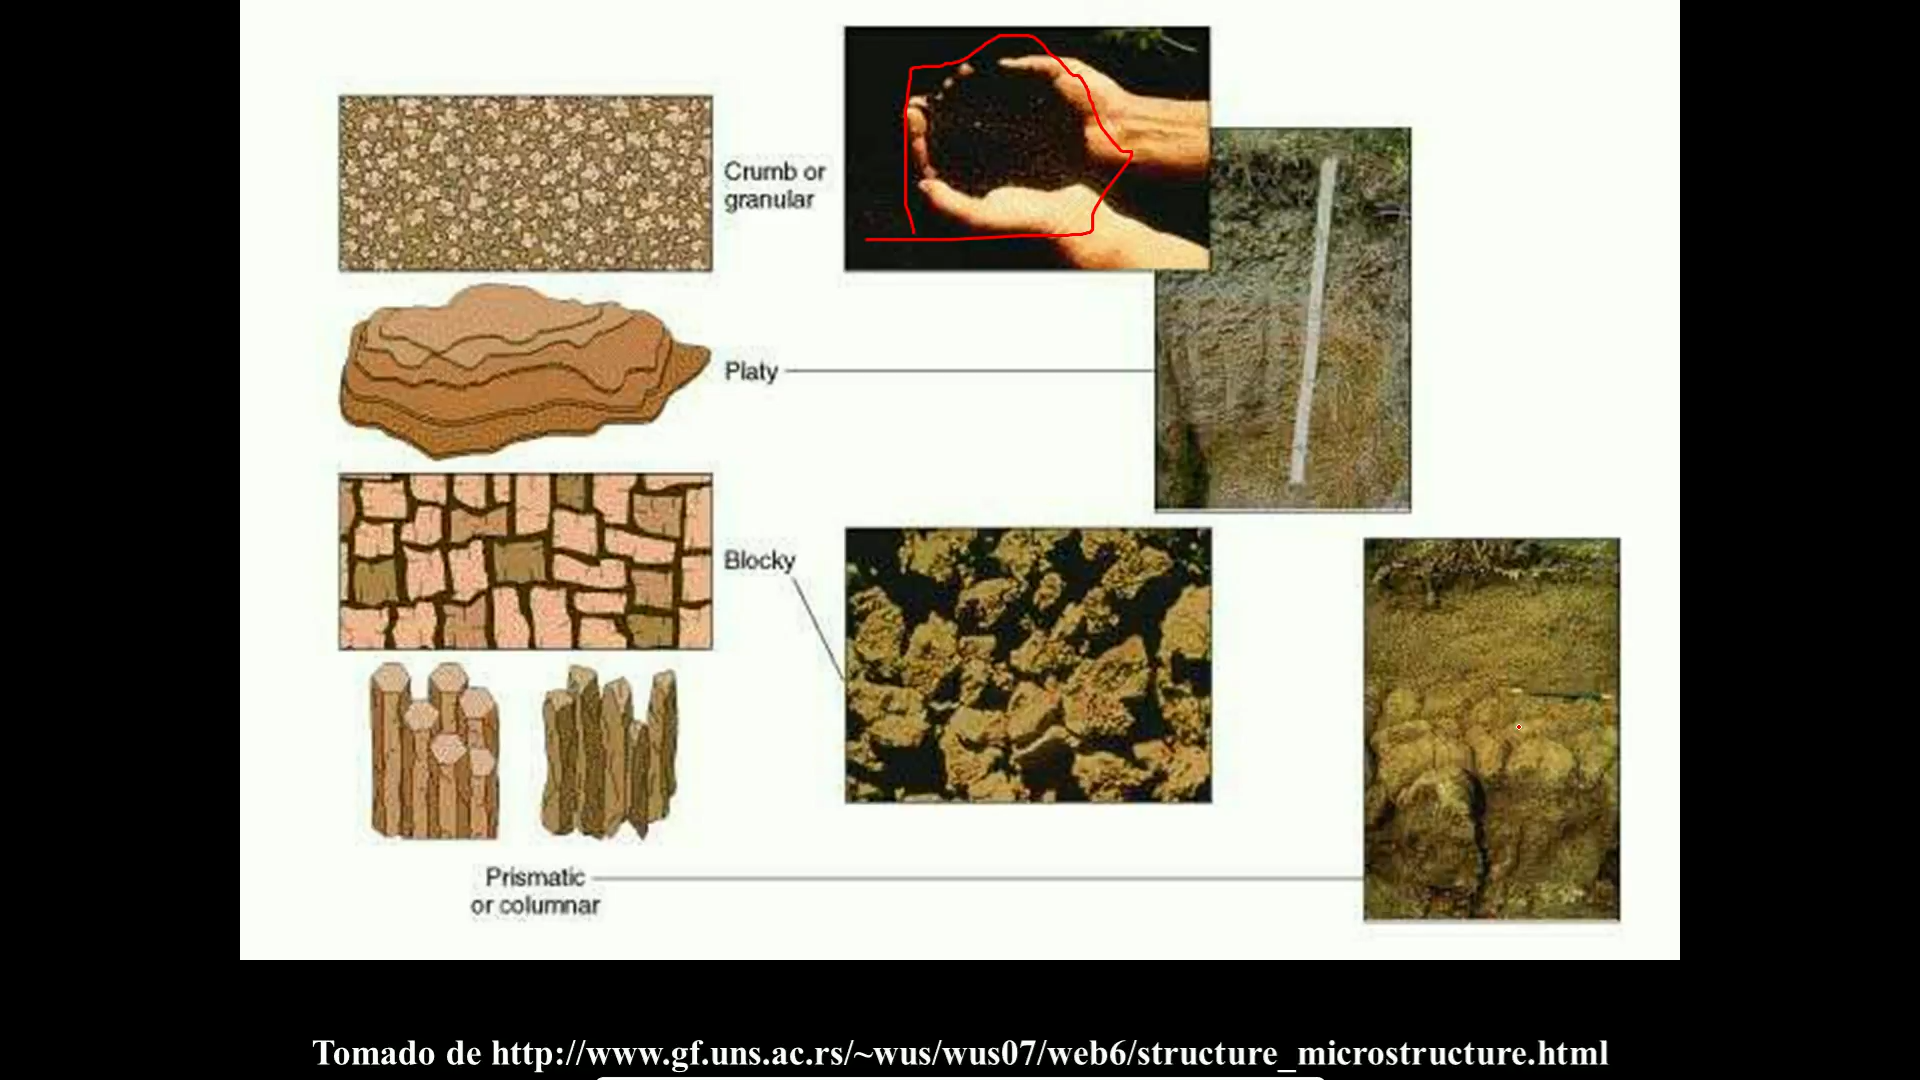 Crumb or
granular
Platy
Blocky
Prismatic
or columnar
Tomado de http://www.gf.uns.ac.rs/~wus/wus07/web6/structure_microstructure.html